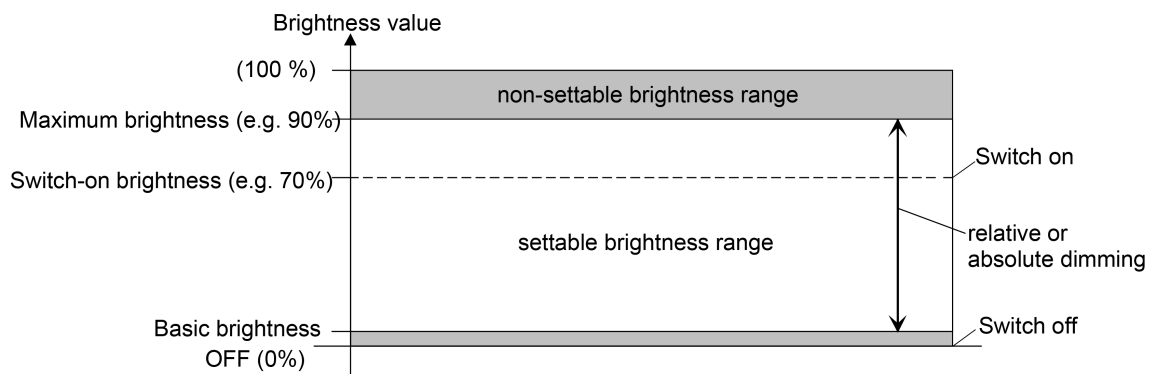 Brightness value
(100 %)
non-settable brightness range
Maximum brightness (e.g. 90%)
Switch on
Switch-on brightness (e.g. 70%)
relative or
absolute dimming
settable brightness range
Basic brightness
Switch off
OFF (0%)